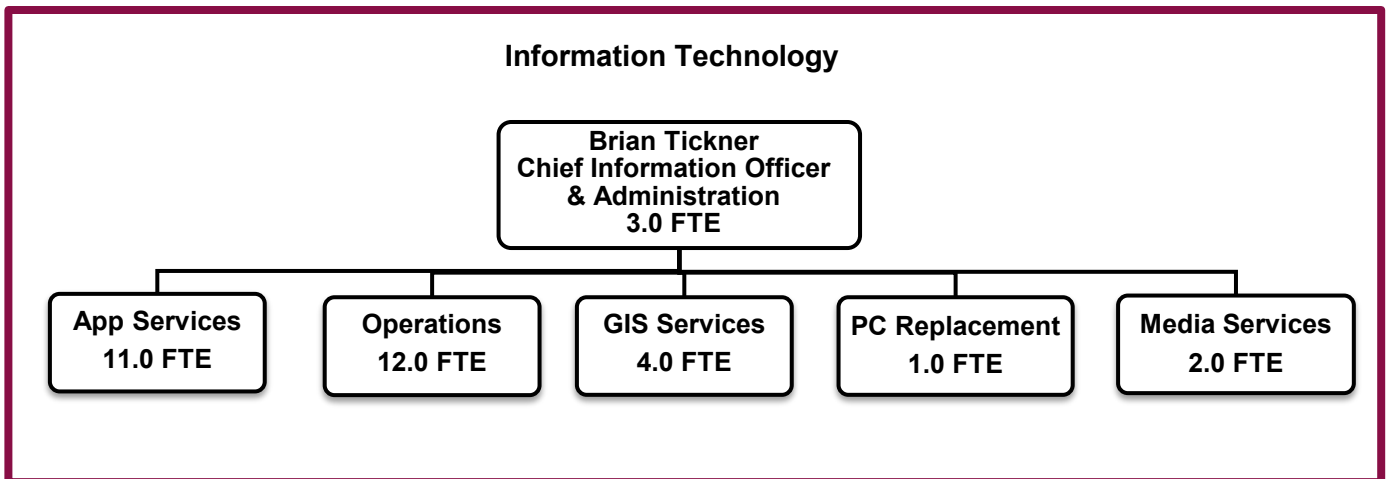 Information Technology
Brian Tickner
Chief Information Officer
& Administration
3.0 FTE
App Services
11.0 FTE
Operations
12.0 FTE
GIS Services
4.0 FTE
PC Replacement
1.0 FTE
Media Services
2.0 FTE